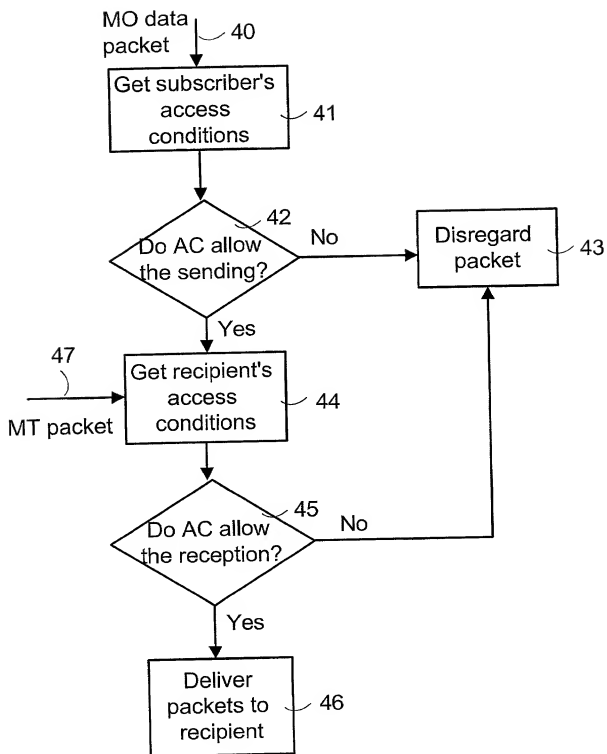 MO data
packet
40
Get subscriber's
access
conditions
41
42
Do AC allow
the sending?
No
Disregard
packet
43
Yes
47
MT packet
Get recipient's
access
conditions
44
45
Do AC allow
the reception?
No
Yes
Deliver
packets to
recipient
46